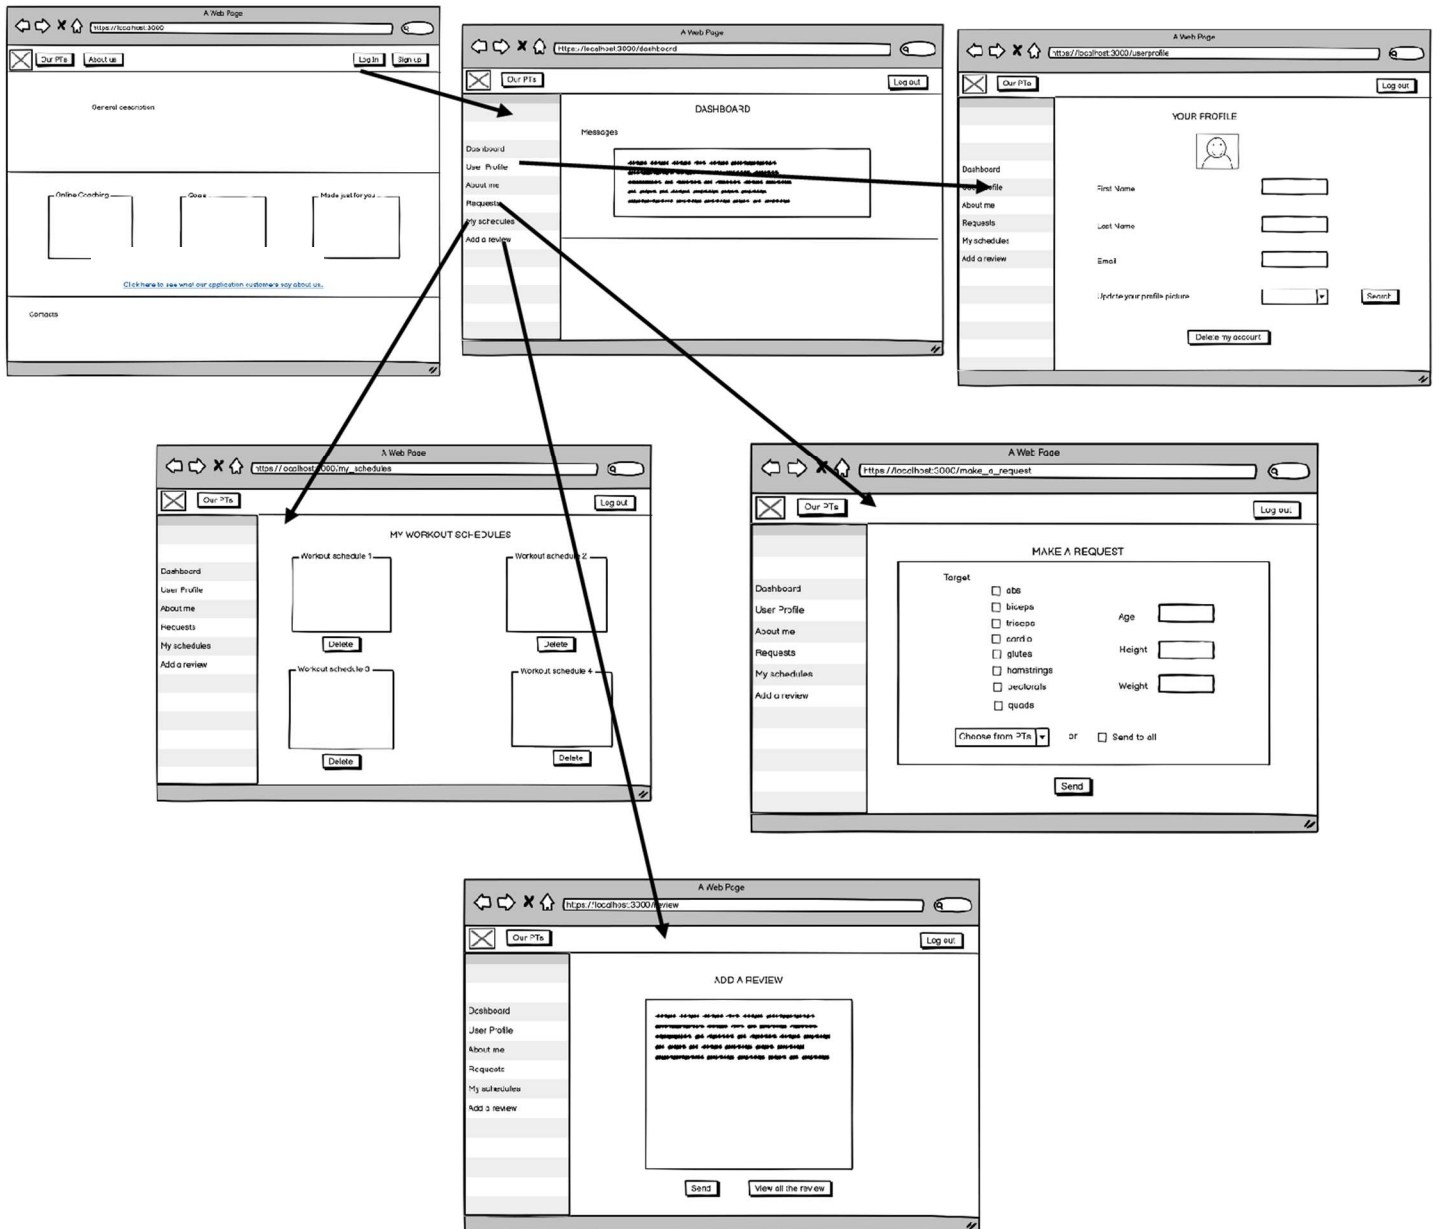 A Web Page
https://localhost:3000
Our PTs About us Log In Sign up
General description
Online Coaching Goals Made just for you
Click here to see what our application customers say about us..
Contacts
A Web Page
https://localhost:3000/dashboard
Our PTs Log out
DASHBOARD
Messages
Dashboard
User Profile
About me
Requests
My schedules
Add a review
A Web Page
https://localhost:3000/userprofile
Our PTs Log out
YOUR PROFILE
Dashboard
User Profile
About me
Requests
My schedules
Add a review
First Name
Last Name
Email
Update your profile picture Search
Delete my account
A Web Page
https://localhost:3000/my_schedules
Our PTs Log out
MY WORKOUT SCHEDULES
Dashboard
User Profile
About me
Requests
My schedules
Add a review
Workout schedule 1 Workout schedule 2
Delete Delete
Workout schedule 3 Workout schedule 4
Delete Delete
A Web Page
https://localhost:3000/make_a_request
Our PTs Log out
MAKE A REQUEST
Dashboard
User Profile
About me
Requests
My schedules
Add a review
Target
abs
biceps
triceps
cardio
glutes
hamstrings
pectorals
quads
Age
Height
Weight
Choose from PTs or Send to all
Send
A Web Page
https://localhost:3000/review
Our PTs Log out
ADD A REVIEW
Dashboard
User Profile
About me
Requests
My schedules
Add a review
Send View all the review